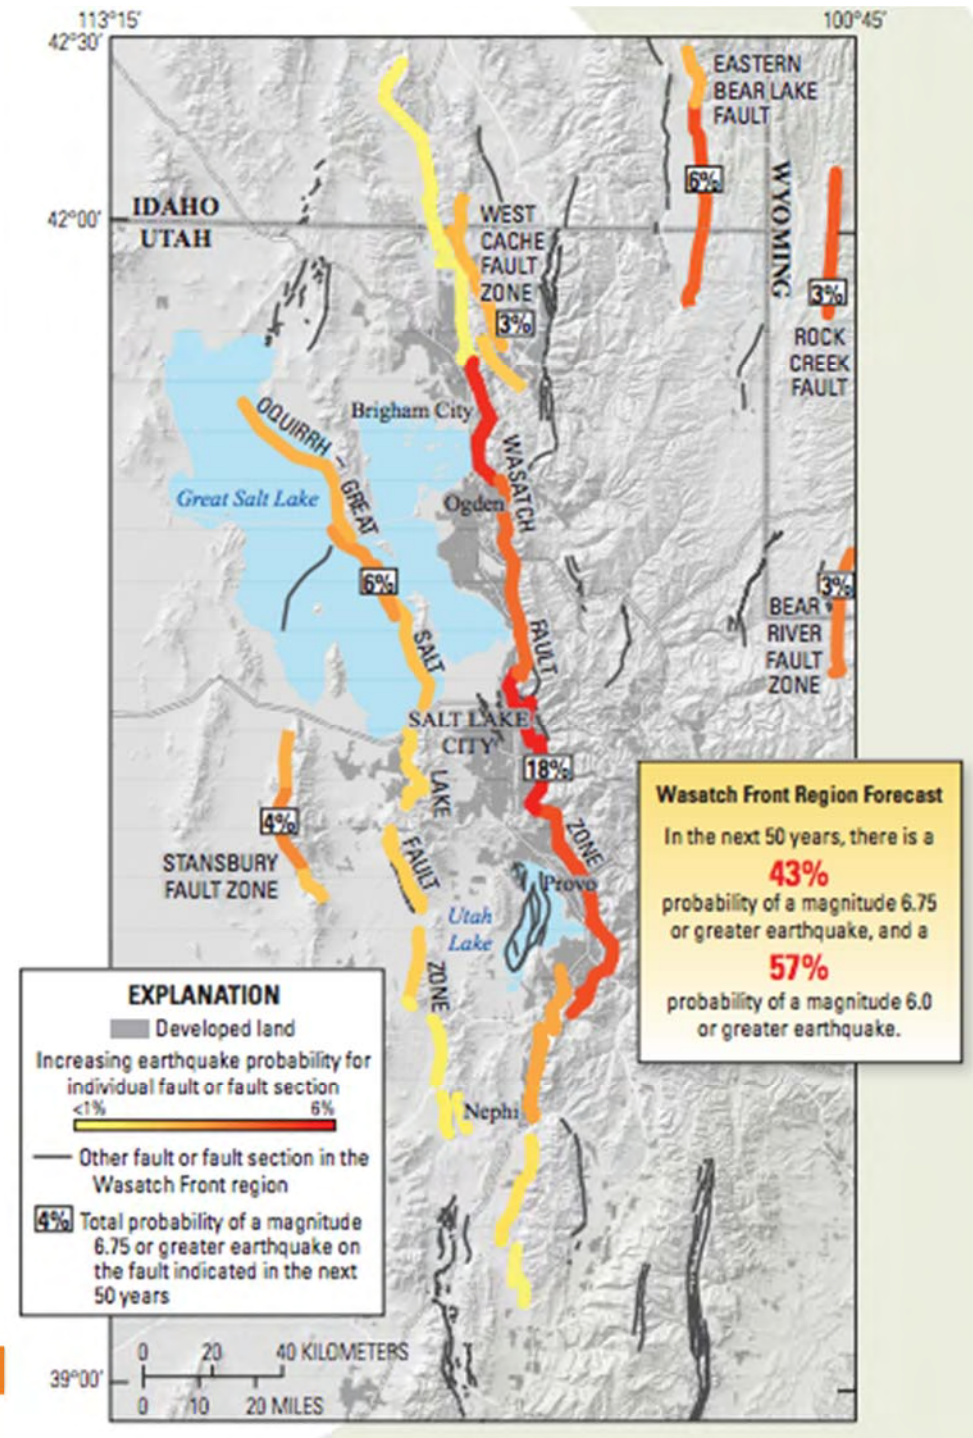 113°15′
100°45′
42°30′
EASTERN
BEAR LAKE
FAULT
6%
WYOMING
IDAHO
42°00′
UTAH
WEST
CACHE
FAULT
ZONE
3%
3%
ROCK
CREEK
FAULT
Brigham City
OQUIRRH – GREAT
SALT
LAKE
FAULT
ZONE
WASATCH
FAULT
ZONE
Great Salt Lake
Ogden
6%
3%
BEAR
RIVER
FAULT
ZONE
SALT LAKE
CITY
18%
4%
STANSBURY
FAULT ZONE
Provo
Utah
Lake
Nephi
Wasatch Front Region Forecast
In the next 50 years, there is a
43%
probability of a magnitude 6.75
or greater earthquake, and a
57%
probability of a magnitude 6.0
or greater earthquake.
EXPLANATION
Developed land
Increasing earthquake probability for
individual fault or fault section
<1%
6%
Other fault or fault section in the
Wasatch Front region
4% Total probability of a magnitude
6.75 or greater earthquake on
the fault indicated in the next
50 years
0 20 40 KILOMETERS
39°00′
0 10 20 MILES